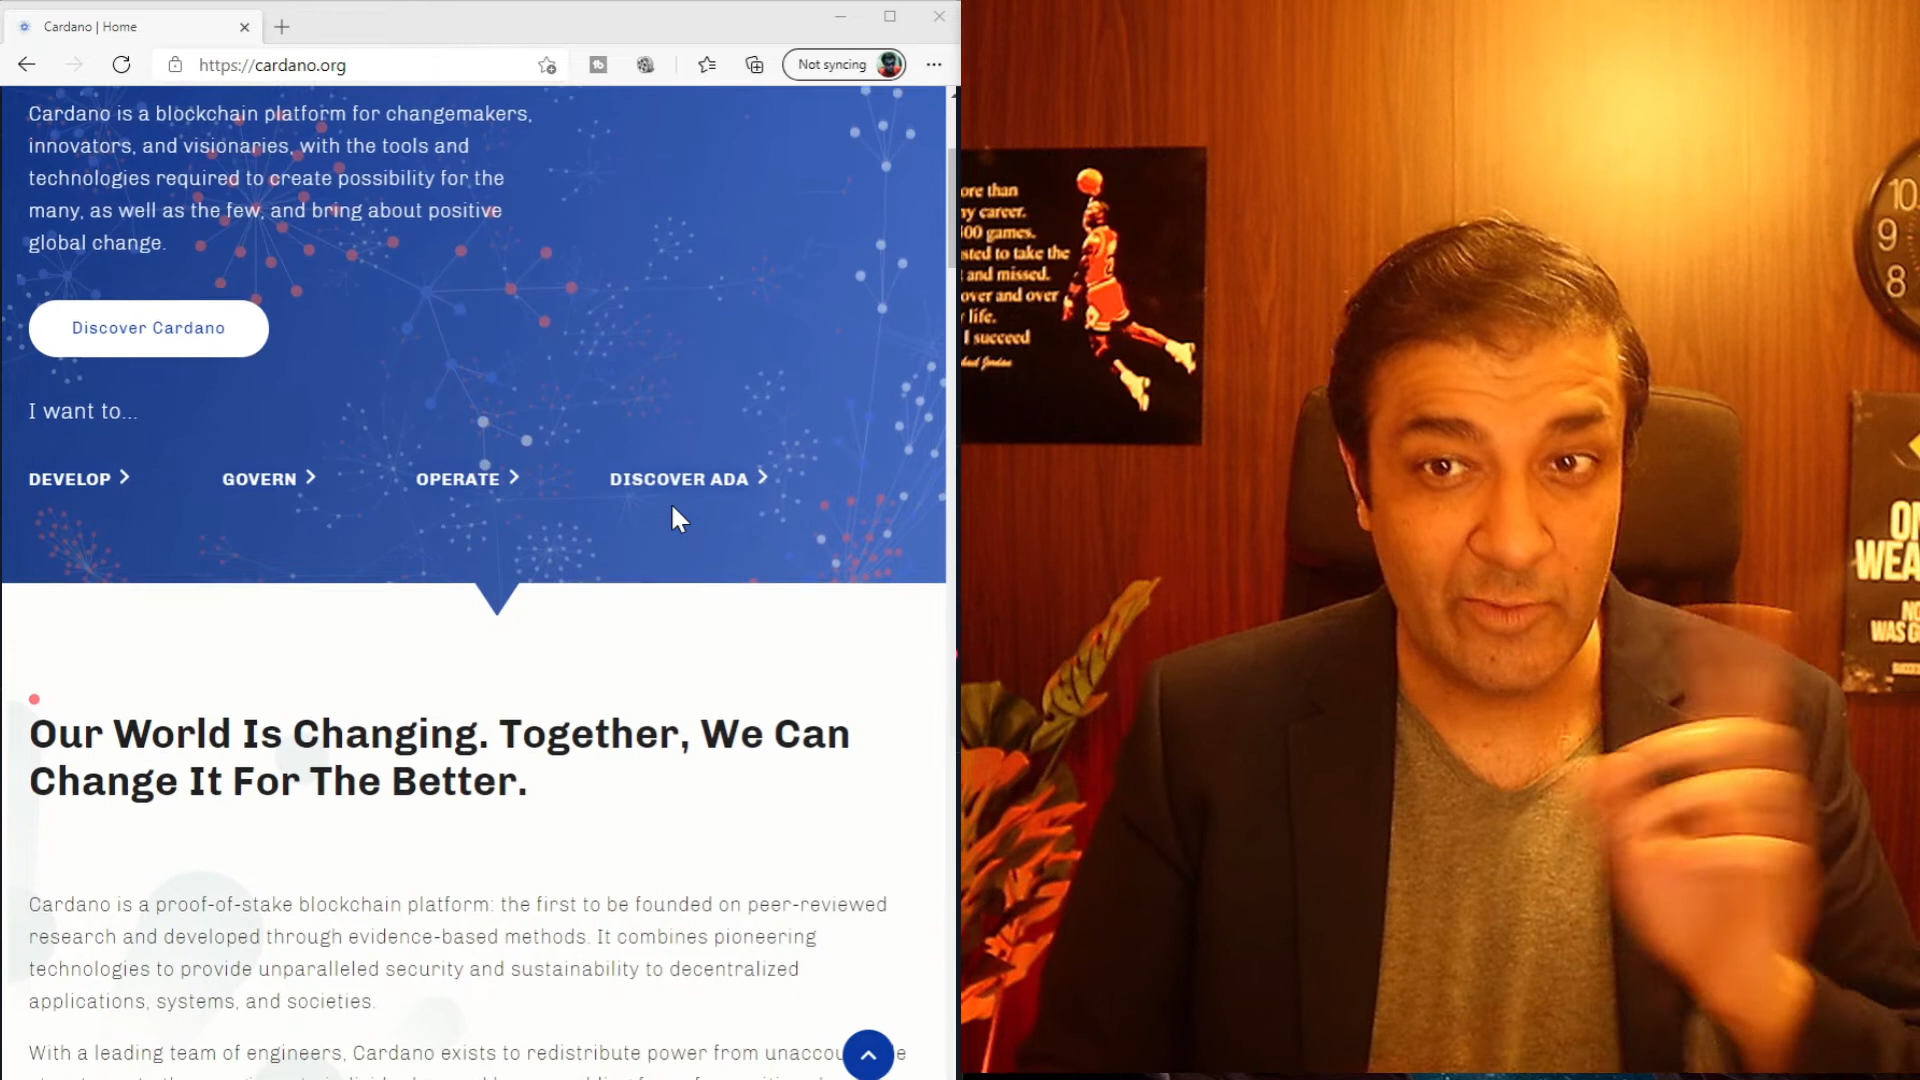 Cardano | Home
https://cardano.org
Not syncing
Cardano is a blockchain platform for changemakers,
innovators, and visionaries, with the tools and
technologies required to create possibility for the
many, as well as the few, and bring about positive
global change.
Discover Cardano
I want to...
DEVELOP
GOVERN
OPERATE
DISCOVER ADA
Our World Is Changing. Together, We Can
Change It For The Better.
Cardano is a proof-of-stake blockchain platform: the first to be founded on peer-reviewed
research and developed through evidence-based methods. It combines pioneering
technologies to provide unparalleled security and sustainability to decentralized
applications, systems, and societies.
With a leading team of engineers, Cardano exists to redistribute power from
ore than
y career.
00 games.
sted to take the
and missed.
over and over
life.
I succeed
Jordan
10
9
8
ON
WEA
NO
WAS G